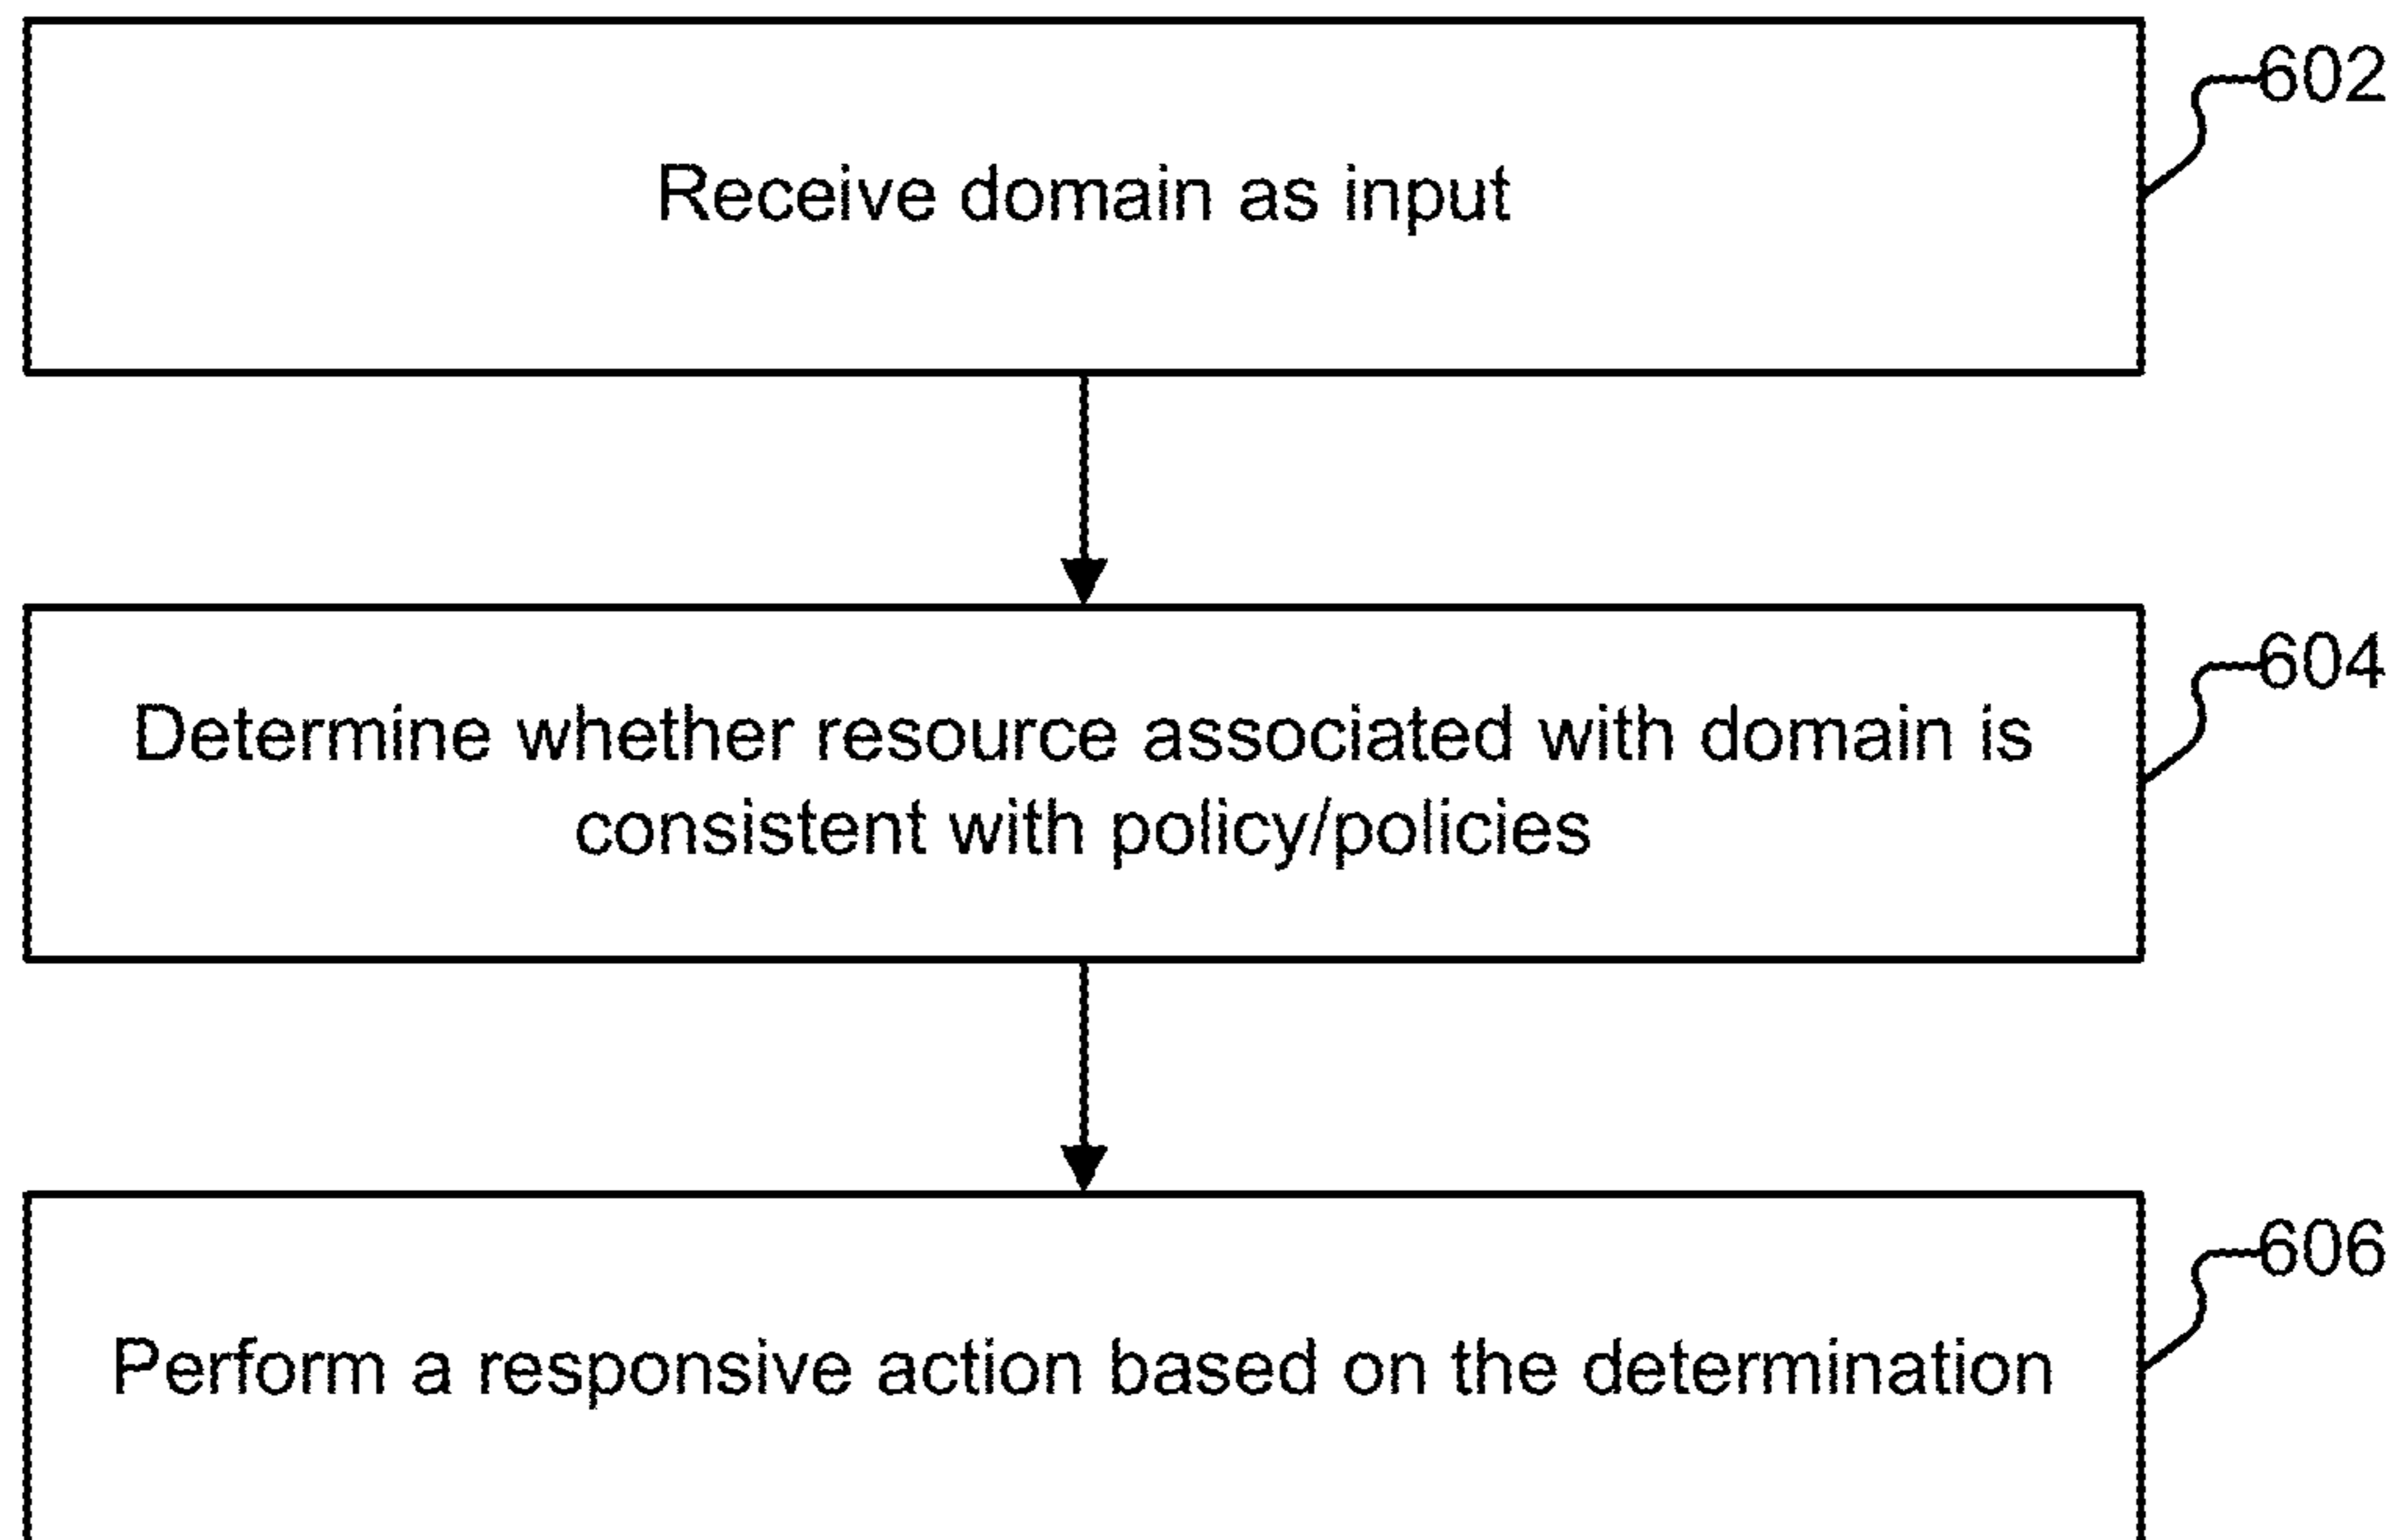 602
Receive domain as input
604
Determine whether resource associated with domain is
consistent with policy/policies
606
Perform a responsive action based on the determination